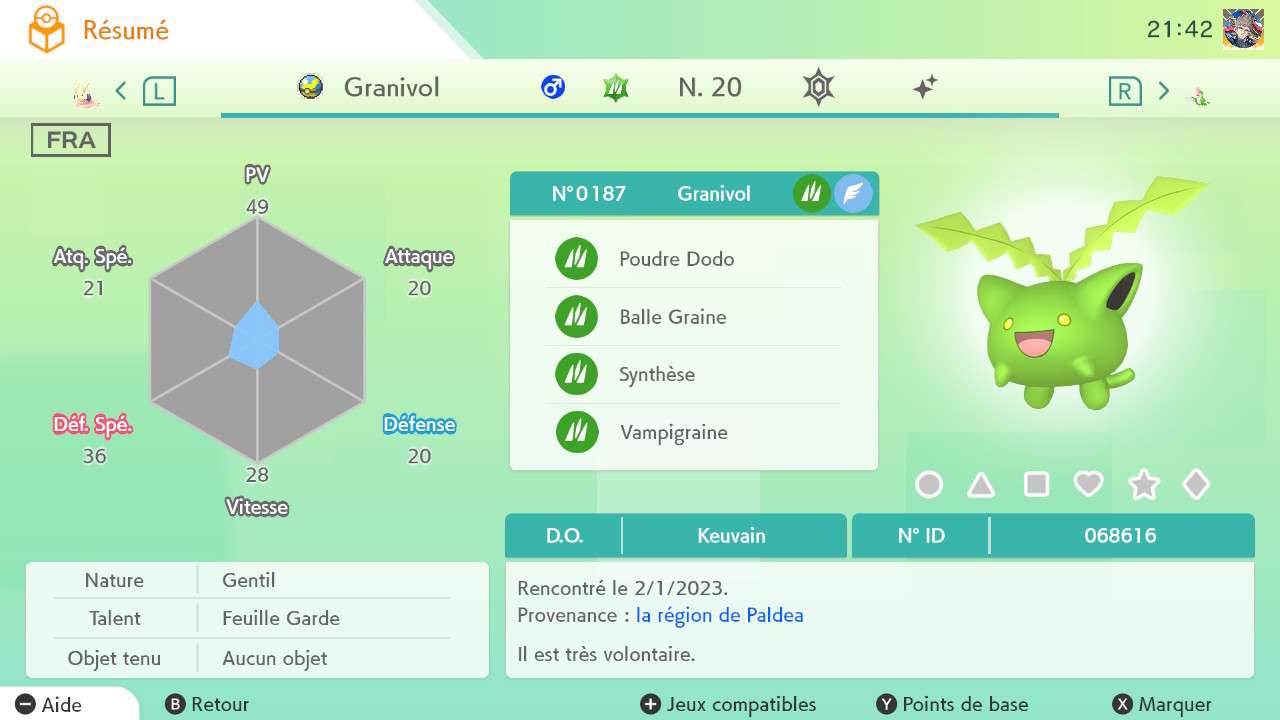 Résumé
21:42
L
Granivol
N. 20
R
FRA
PV
49
Atq. Spé.
21
Attaque
20
Déf. Spé.
36
Défense
20
28
Vitesse
N°0187 Granivol
Poudre Dodo
Balle Graine
Synthèse
Vampigraine
D.O. Keuvain
N° ID 068616
Nature Gentil
Talent Feuille Garde
Objet tenu Aucun objet
Rencontré le 2/1/2023.
Provenance : la région de Paldea
Il est très volontaire.
Aide
B Retour
Jeux compatibles
Y Points de base
X Marquer